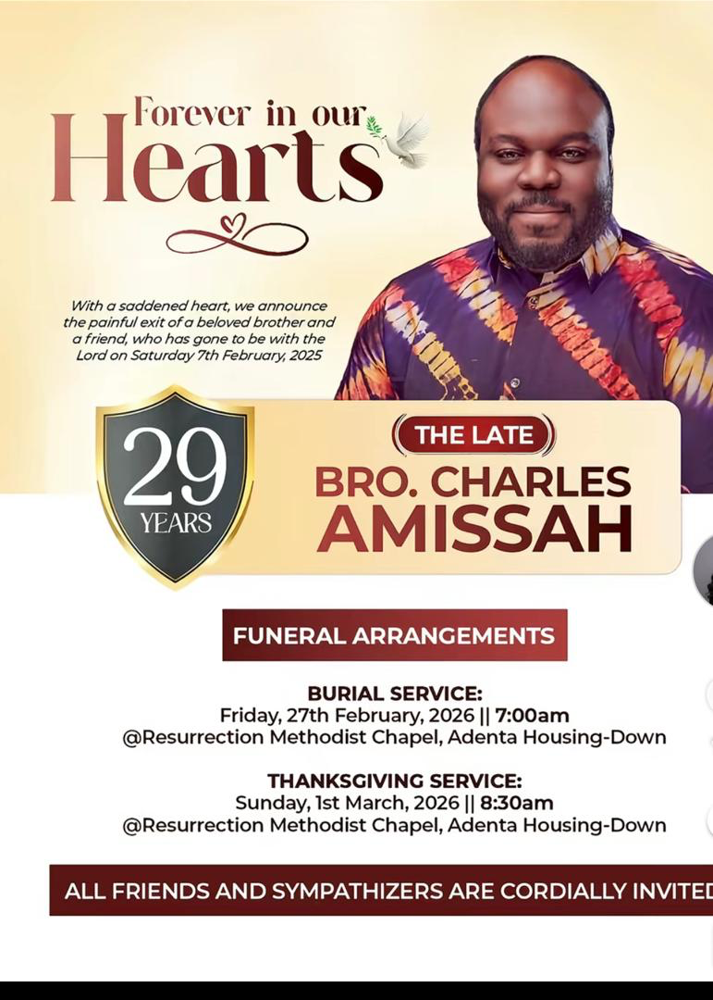 Forever in our
Hearts
With a saddened heart, we announce
the painful exit of a beloved brother and
a friend, who has gone to be with the
Lord on Saturday 7th February, 2025
29
YEARS
THE LATE
BRO. CHARLES
AMISSAH
FUNERAL ARRANGEMENTS
BURIAL SERVICE:
Friday, 27th February, 2026 || 7:00am
@Resurrection Methodist Chapel, Adenta Housing-Down
THANKSGIVING SERVICE:
Sunday, 1st March, 2026 || 8:30am
@Resurrection Methodist Chapel, Adenta Housing-Down
ALL FRIENDS AND SYMPATHIZERS ARE CORDIALLY INVITED